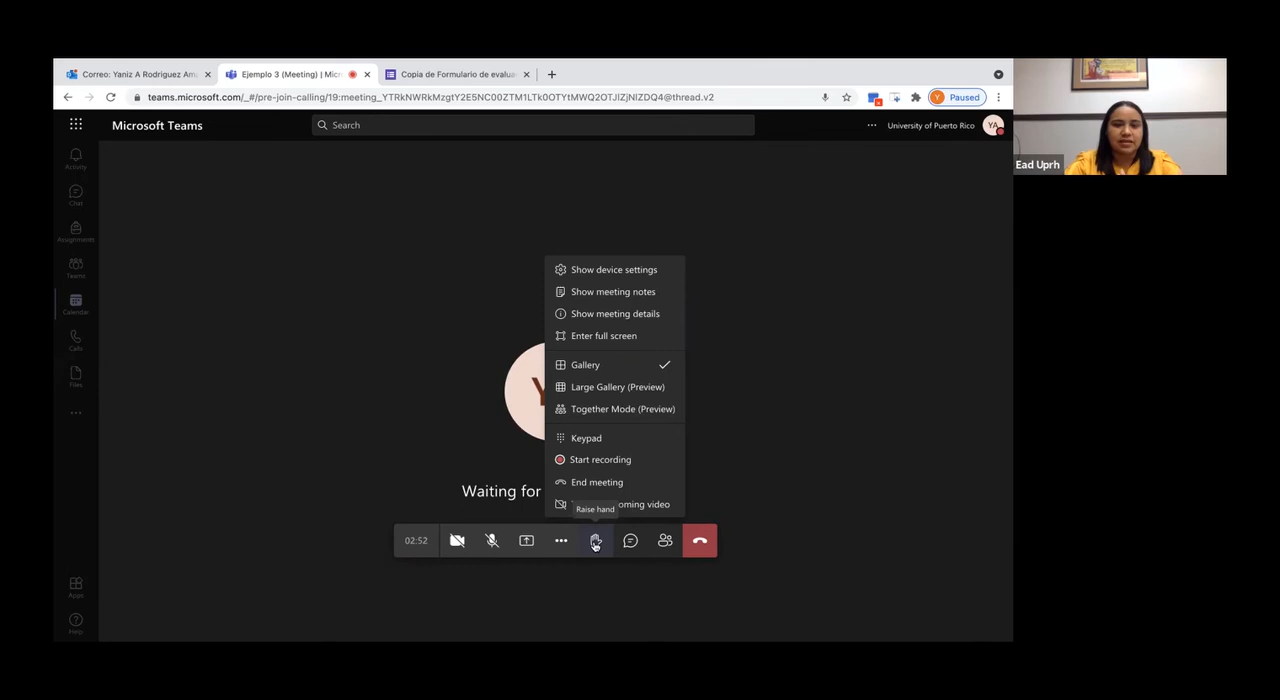 Correo: Yaniz A Rodriguez Am
Ejemplo 3 (Meeting) | Micr
Copia de Formulario de evalua
teams.microsoft.com/_#/pre-join-calling/19:meeting_
Paused
Microsoft Teams
Search
University of Puerto Rico
YA
Ead Uprh
Activity
Chat
Assignments
Teams
Calendar
Calls
Files
Show device settings
Show meeting notes
Show meeting details
Enter full screen
Gallery
Large Gallery (Preview)
Together Mode (Preview)
Keypad
Start recording
End meeting
oming video
Raise hand
Waiting for
02:52
Apps
Help